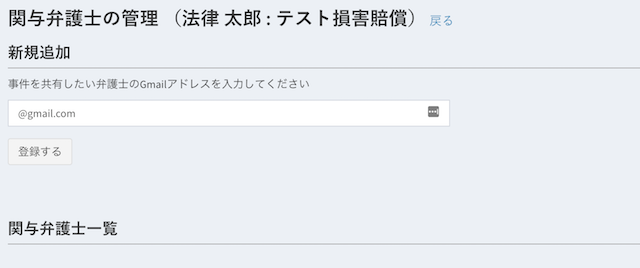 関与弁護士の管理 （法律 太郎 : テスト損害賠償） 戻る
新規追加
事件を共有したい弁護士のGmailアドレスを入力してください
@gmail.com
登録する
関与弁護士一覧